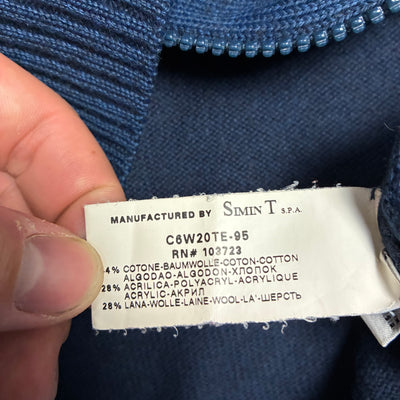 MANUFACTURED BY SIMIN T S.P.A.
C6W20TE-95
RN# 103723
4% COTONE-BAUMWOLLE-COTON-COTTON
ALGODAO-ALGODON-ХЛОПОК
28% ACRILICA-POLYACRYL-ACRYLIQUE
ACRYLIC-АКРИЛ
28% LANA-WOLLE-LAINE-WOOL-LA'-ШЕРСТЬ